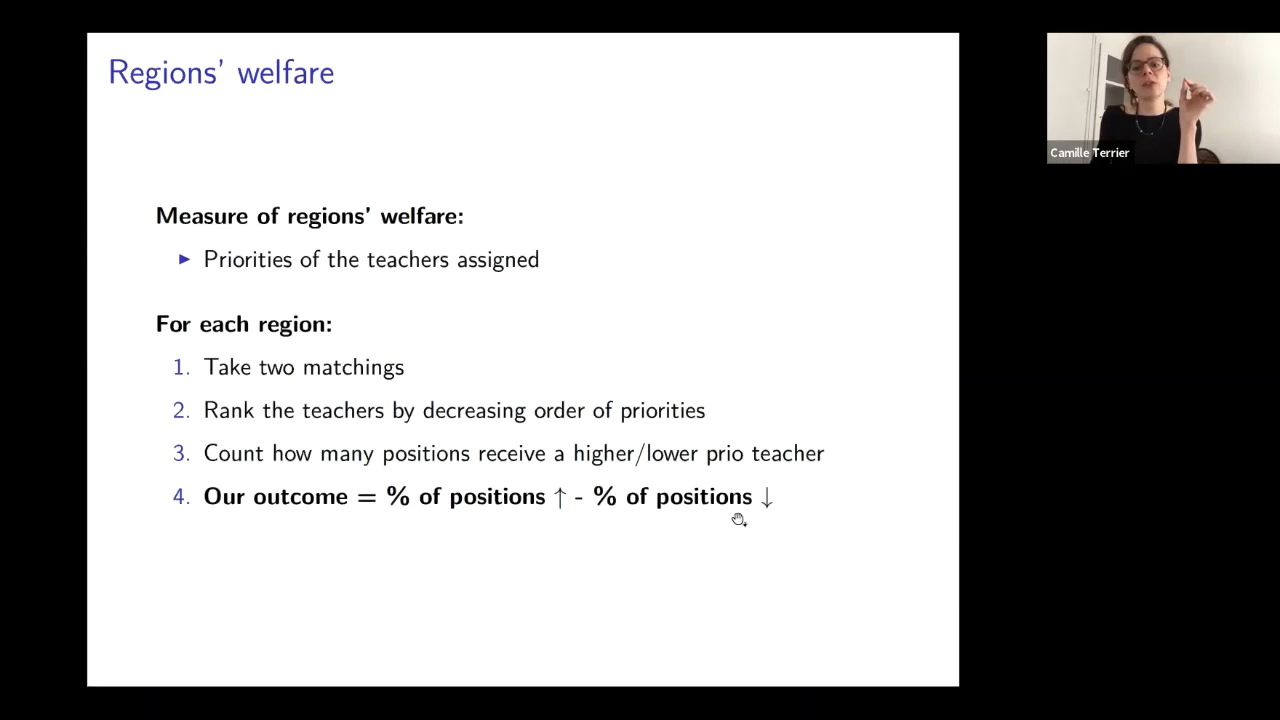 Regions' welfare
Camille Terrier
Measure of regions' welfare:
▶ Priorities of the teachers assigned
For each region:
1. Take two matchings
2. Rank the teachers by decreasing order of priorities
3. Count how many positions receive a higher/lower prio teacher
4. Our outcome = % of positions ↑ - % of positions ↓